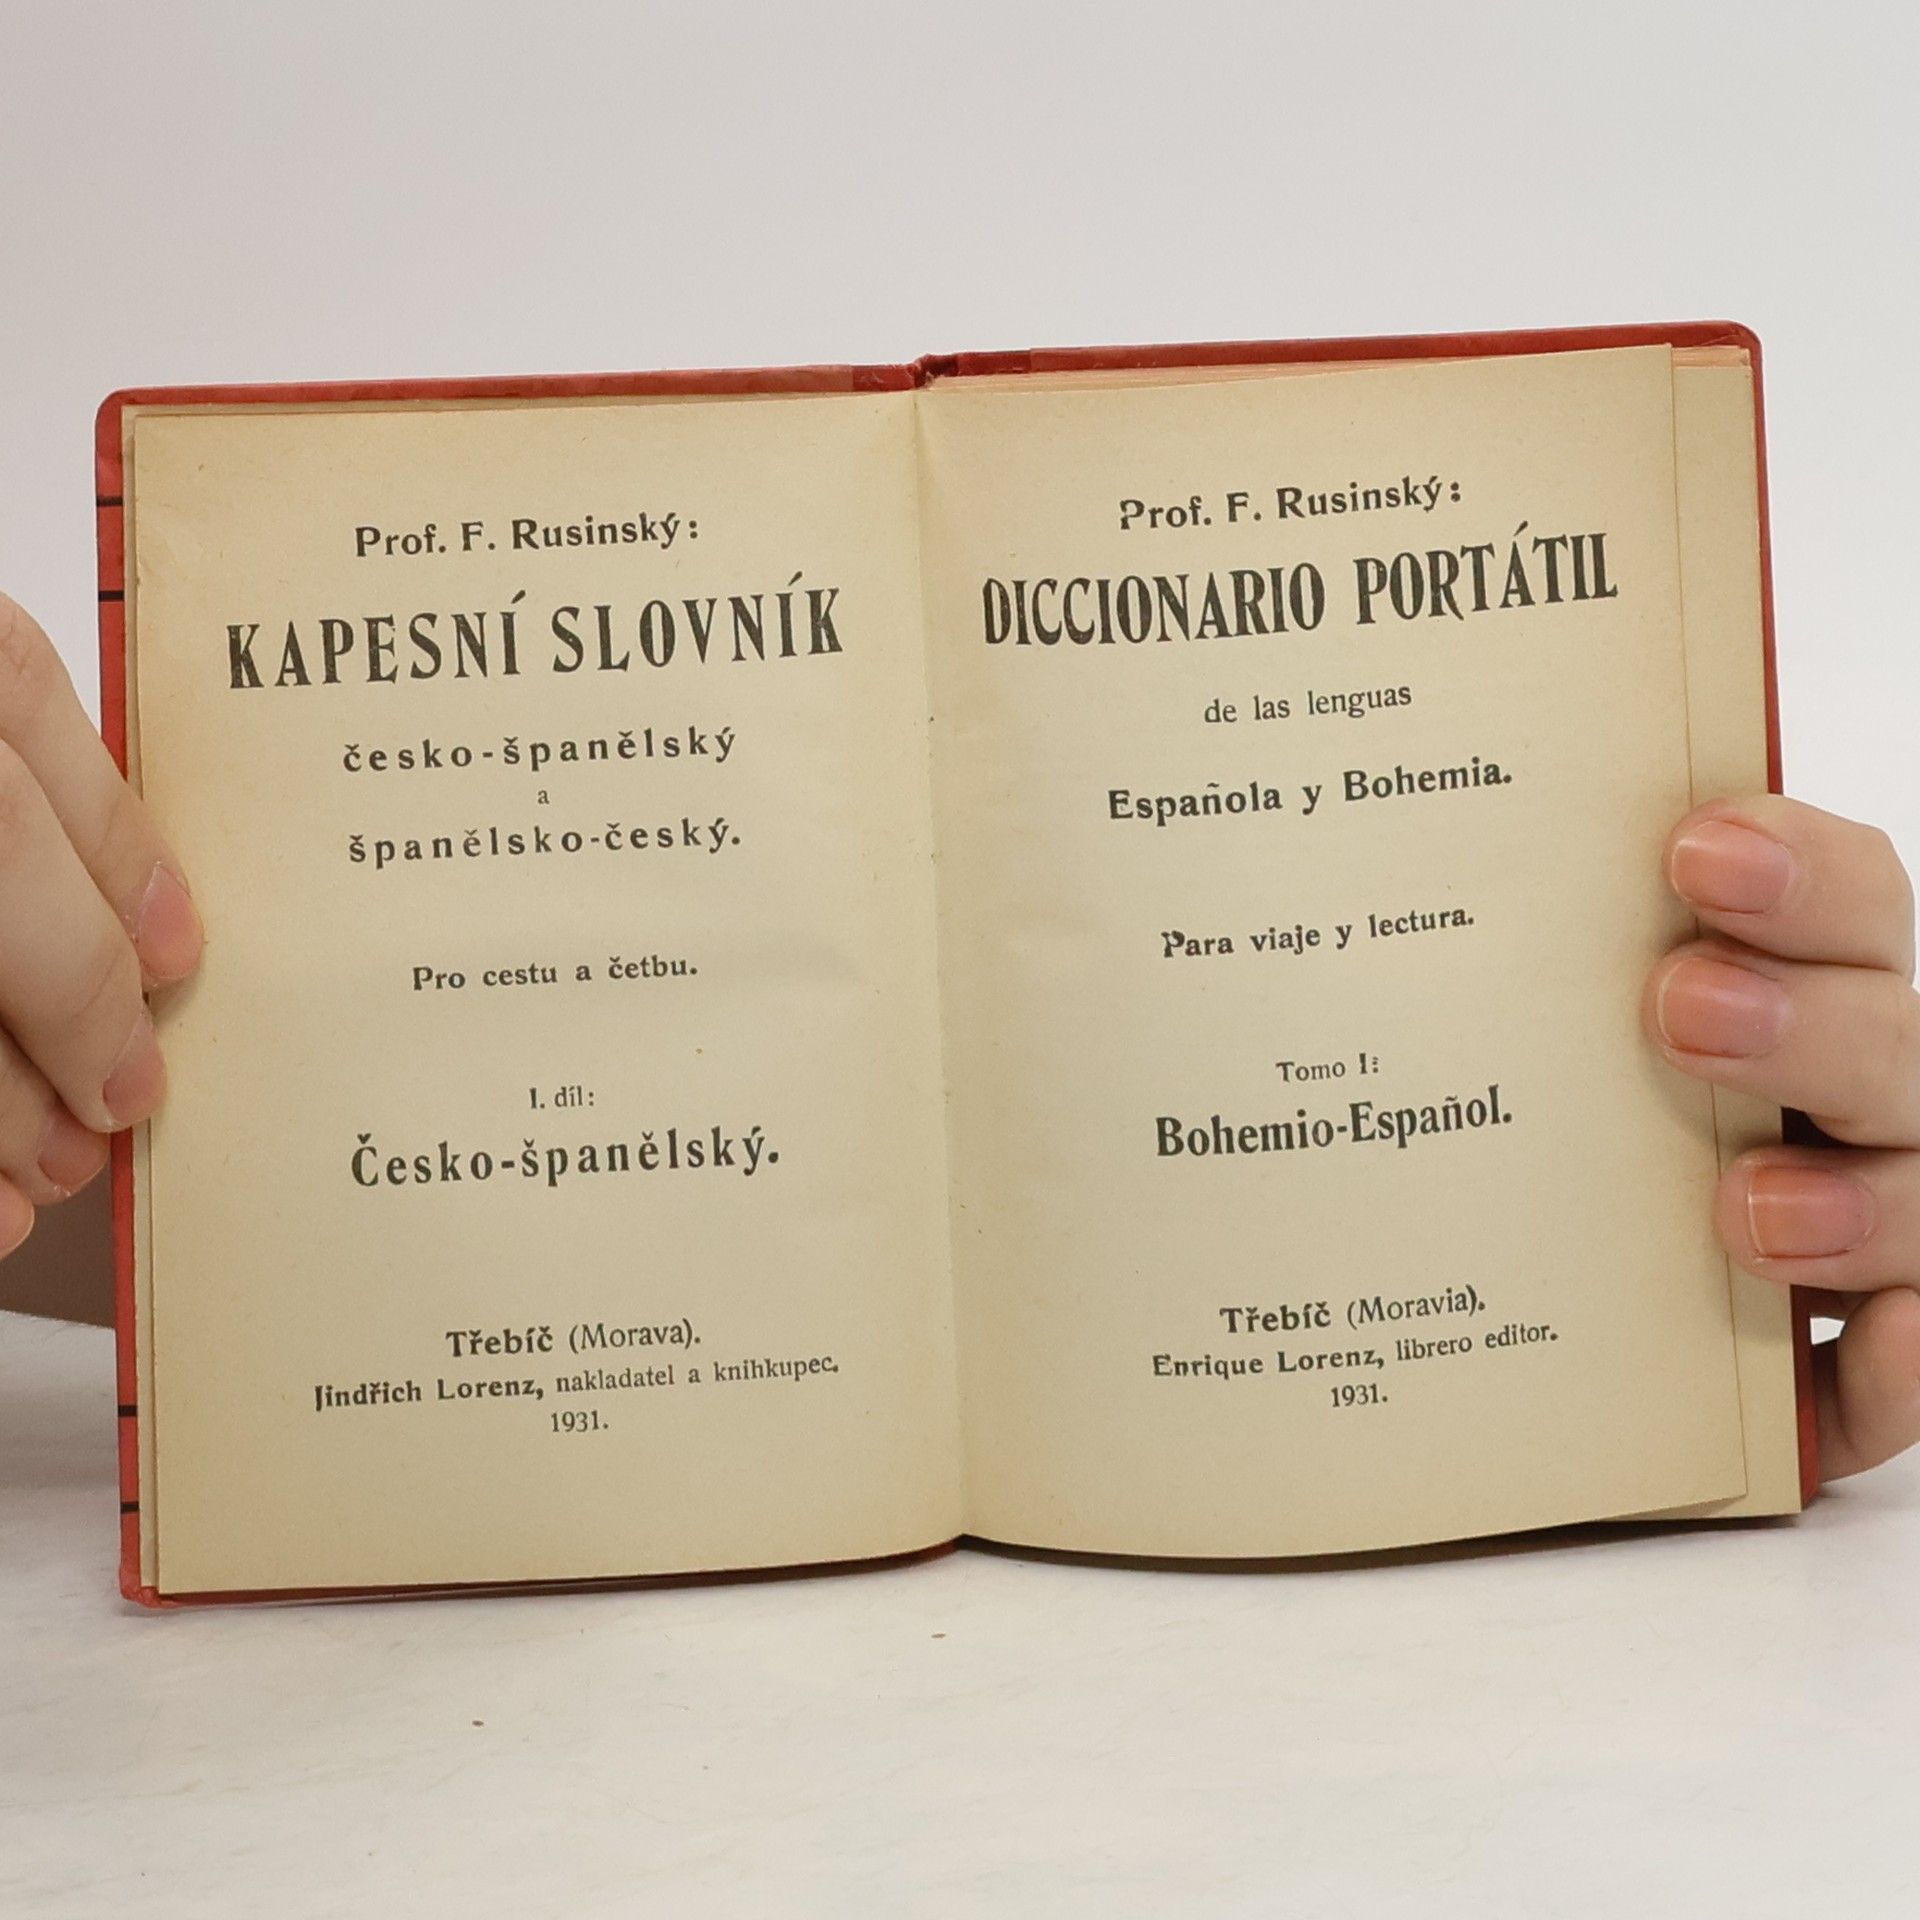 Prof. F. Rusinský:
KAPESNÍ SLOVNÍK
česko-španělský
a
španělsko-český.
Pro cestu a četbu.
I. díl:
Česko-španělský.
Třebíč (Morava).
Jindřich Lorenz, nakladatel a knihkupec.
1931.
Prof. F. Rusinský:
DICCIONARIO PORTÁTIL
de las lenguas
Española y Bohemia.
Para viaje y lectura.
Tomo I:
Bohemio-Español.
Třebíč (Moravia).
Enrique Lorenz, librero editor.
1931.